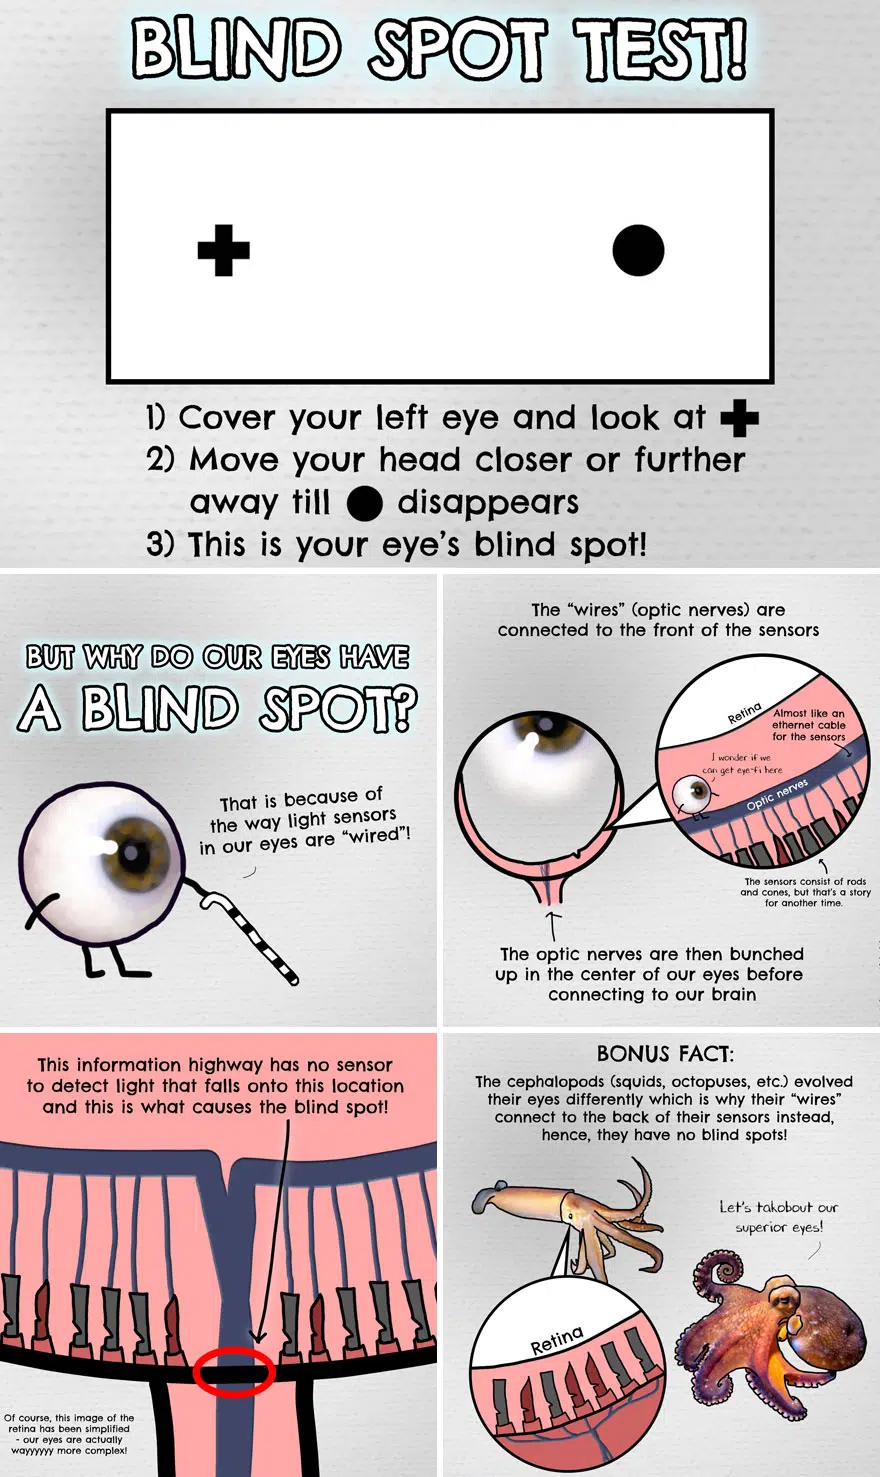 BLIND SPOT TEST!
1) Cover your left eye and look at
2) Move your head closer or further
away till disappears
3) This is your eye's blind spot!
BUT WHY DO OUR EYES HAVE
A BLIND SPOT?
That is because of
the way light sensors
in our eyes are "wired"!
The "wires" (optic nerves) are
connected to the front of the sensors
Retina
Almost like an
ethernet cable
for the sensors
I wonder if we
can get eye-fi here
Optic nerves
The sensors consist of rods
and cones, but that's a story
for another time.
The optic nerves are then bunched
up in the center of our eyes before
connecting to our brain
This information highway has no sensor
to detect light that falls onto this location
and this is what causes the blind spot!
Of course, this image of the
retina has been simplified
- our eyes are actually
wayyyyyy more complex!
BONUS FACT:
The cephalopods (squids, octopuses, etc.) evolved
their eyes differently which is why their "wires"
connect to the back of their sensors instead,
hence, they have no blind spots!
Let's takobout our
superior eyes!
Retina